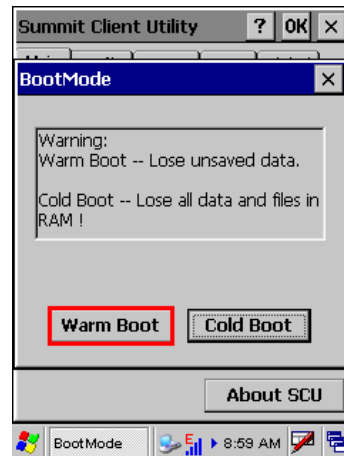 Summit Client Utility ? OK ×
BootMode ×
Warning:
Warm Boot -- Lose unsaved data.
Cold Boot -- Lose all data and files in
RAM !
Warm Boot Cold Boot
About SCU
BootMode 8:59 AM